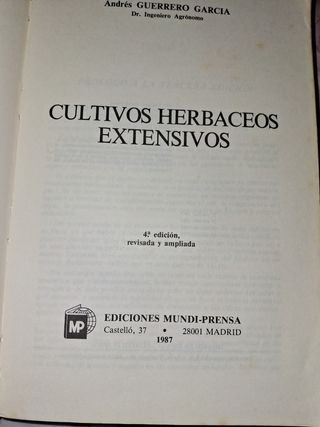 Andrés GUERRERO GARCIA
Dr. Ingeniero Agrónomo
CULTIVOS HERBACEOS
EXTENSIVOS
4.ª edición,
revisada y ampliada
MP
EDICIONES MUNDI-PRENSA
Castelló, 37 • 28001 MADRID
1987